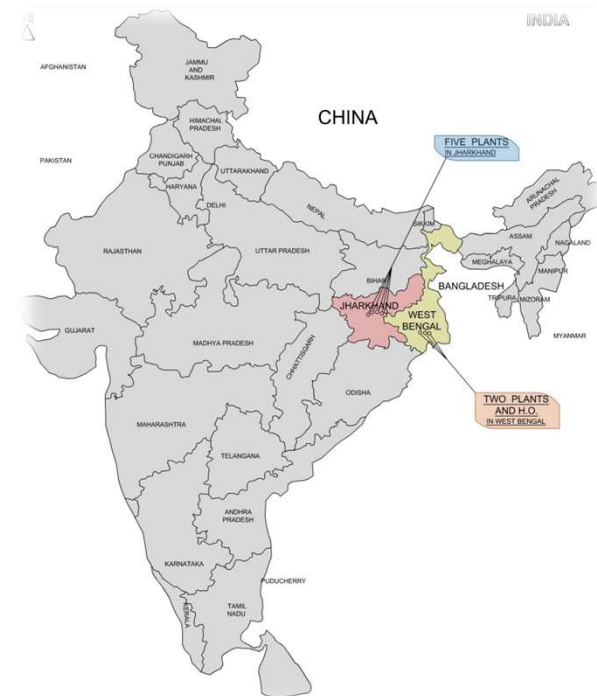 INDIA
AFGHANISTAN
JAMMU
AND
KASHMIR
CHINA
HIMACHAL
PRADESH
FIVE PLANTS
IN JHARKHAND
PAKISTAN
CHANDIGARH
PUNJAB
UTTARAKHAND
HARYANA
DELHI
NEPAL
SIKKIM
ARUNACHAL
PRADESH
ASSAM
NAGALAND
RAJASTHAN
UTTAR PRADESH
MEGHALAYA
MANIPUR
BIHAR
BANGLADESH
TRIPURA
MIZORAM
JHARKHAND
WEST
BENGAL
GUJARAT
MADHYA PRADESH
CHHATTISGARH
MYANMAR
ODISHA
TWO PLANTS
AND H.O.
IN WEST BENGAL
MAHARASHTRA
TELANGANA
ANDHRA
PRADESH
KARNATAKA
PUDUCHERRY
KERALA
TAMIL
NADU